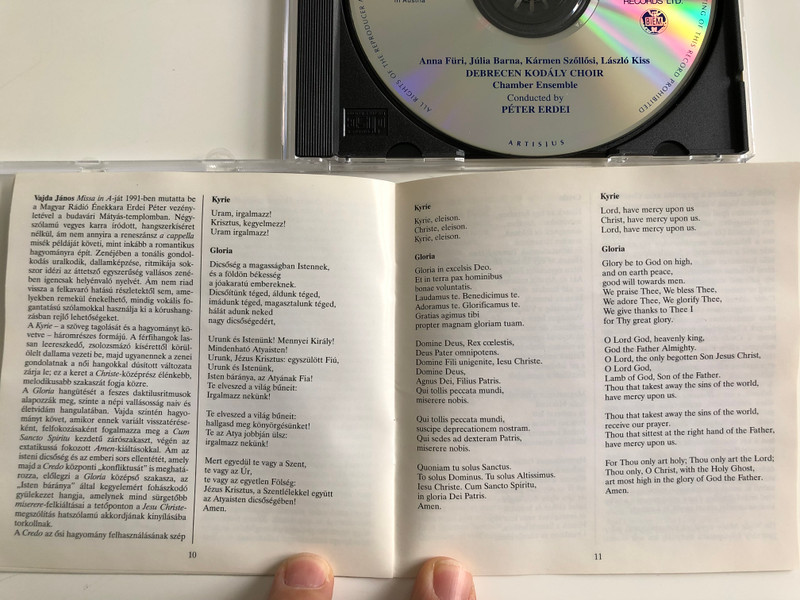 in Austria
RECORDS LTD.
BIEM
ALL RIGHTS OF THE REPRODUCER
OF THIS RECORD PROHIBITED
Anna Füri, Júlia Barna, Kármen Szőllősi, László Kiss
DEBRECEN KODÁLY CHOIR
Chamber Ensemble
Conducted by
PÉTER ERDEI
ARTISJUS
Vajda János Missa in A-ját 1991-ben mutatta be
a Magyar Rádió Énekkara Erdei Péter vezény-
letével a budavári Mátyás-templomban. Négy-
szólamú vegyes karra íródott, hangszerkíséret
nélkül, ám nem annyira a reneszánsz a cappella
misék példáját követi, mint inkább a romantikus
hagyományra épít. Zenéjében a tonális gondol-
kodás uralkodik, dallamképzése, ritmikája sok-
szor idézi az áttetsző egyszerűség vallásos zené-
ben igencsak helyénvaló nyelvét. Ám nem riad
vissza a felkavaró hatású részletektől sem, ame-
lyekben remekül énekelhető, mindig vokális fo-
gantatású szólamokkal használja ki a kórushang-
zásban rejlő lehetőségeket.
A Kyrie – a szöveg tagolását és a hagyományt kö-
vetve – háromrészes formájú. A férfihangok las-
san leereszkedő, zsolozsmázó kísérettől körül-
ölelt dallama vezeti be, majd ugyanennek a zenei
gondolatnak a női hangokkal dúsított változata
zárja le; ez a keret a Christe-középrész élénkebb,
melodikusabb szakaszát fogja közre.
A Gloria hangütését a feszes daktilusritmusok
alapozzák meg, szinte a népi vallásosság naiv és
életvidám hangulatában. Vajda szintén hagyo-
mányt követ, amikor ennek variált visszatérése-
ként, felfokozásaként fogalmazza meg a Cum
Sancto Spiritu kezdetű zárószakaszt, végén az
extatikussá fokozott Amen-kiáltásokkal. Ám az
isteni dicsőség és az emberi sors ellentétét, amely
majd a Credo központi „konfliktusát" is meghatá-
rozza, előlegzi a Gloria középső szakasza, az
„Isten báránya" által kegyelemért fohászkodó
gyülekezet hangja, amelynek mind sürgetőbb
miserere-felkiáltásai a tetőponton a Jesu Christe-
megszólítás hatszólamú akkordjának kinyílásába
torkollnak.
A Credo az ősi hagyomány felhasználásának szép
10
Kyrie
Uram, irgalmazz!
Krisztus, kegyelmezz!
Uram irgalmazz!
Gloria
Dicsőség a magasságban Istennek,
és a földön békesség
a jóakaratú embereknek.
Dicsőítünk téged, áldunk téged,
imádunk téged, magasztalunk téged,
hálát adunk neked
nagy dicsőségedért,
Urunk és Istenünk! Mennyei Király!
Mindenható Atyaisten!
Urunk, Jézus Krisztus: egyszülött Fiú,
Urunk és Istenünk,
Isten báránya, az Atyának Fia!
Te elveszed a világ bűneit:
Irgalmazz nekünk!
Te elveszed a világ bűneit:
hallgasd meg könyörgésünket!
Te az Atya jobbján ülsz:
irgalmazz nekünk!
Mert egyedül te vagy a Szent,
te vagy az Úr,
te vagy az egyetlen Fölség:
Jézus Krisztus, a Szentlélekkel együtt
az Atyaisten dicsőségében!
Amen.
Kyrie
Kyrie, eleison.
Christe, eleison.
Kyrie, eleison.
Gloria
Gloria in excelsis Deo.
Et in terra pax hominibus
bonae voluntatis.
Laudamus te. Benedicimus te.
Adoramus te. Glorificamus te.
Gratias agimus tibi
propter magnam gloriam tuam.
Domine Deus, Rex cœlestis,
Deus Pater omnipotens.
Domine Fili unigenite, Iesu Christe.
Domine Deus,
Agnus Dei, Filius Patris.
Qui tollis peccata mundi,
miserere nobis.
Qui tollis peccata mundi,
suscipe deprecationem nostram.
Qui sedes ad dexteram Patris,
miserere nobis.
Quoniam tu solus Sanctus.
Tu solus Dominus. Tu solus Altissimus.
Iesu Christe. Cum Sancto Spiritu,
in gloria Dei Patris.
Amen.
Kyrie
Lord, have mercy upon us
Christ, have mercy upon us.
Lord, have mercy upon us.
Gloria
Glory be to God on high,
and on earth peace,
good will towards men.
We praise Thee, We bless Thee,
We adore Thee, We glorify Thee,
We give thanks to Thee I
for Thy great glory.
O Lord God, heavenly king,
God the Father Almighty.
O Lord, the only begotten Son Jesus Christ,
O Lord God,
Lamb of God, Son of the Father.
Thou that takest away the sins of the world,
have mercy upon us.
Thou that takest away the sins of the world,
receive our prayer.
Thou that sittest at the right hand of the Father,
have mercy upon us.
For Thou only art holy; Thou only art the Lord;
Thou only, O Christ, with the Holy Ghost,
art most high in the glory of God the Father.
Amen.
11